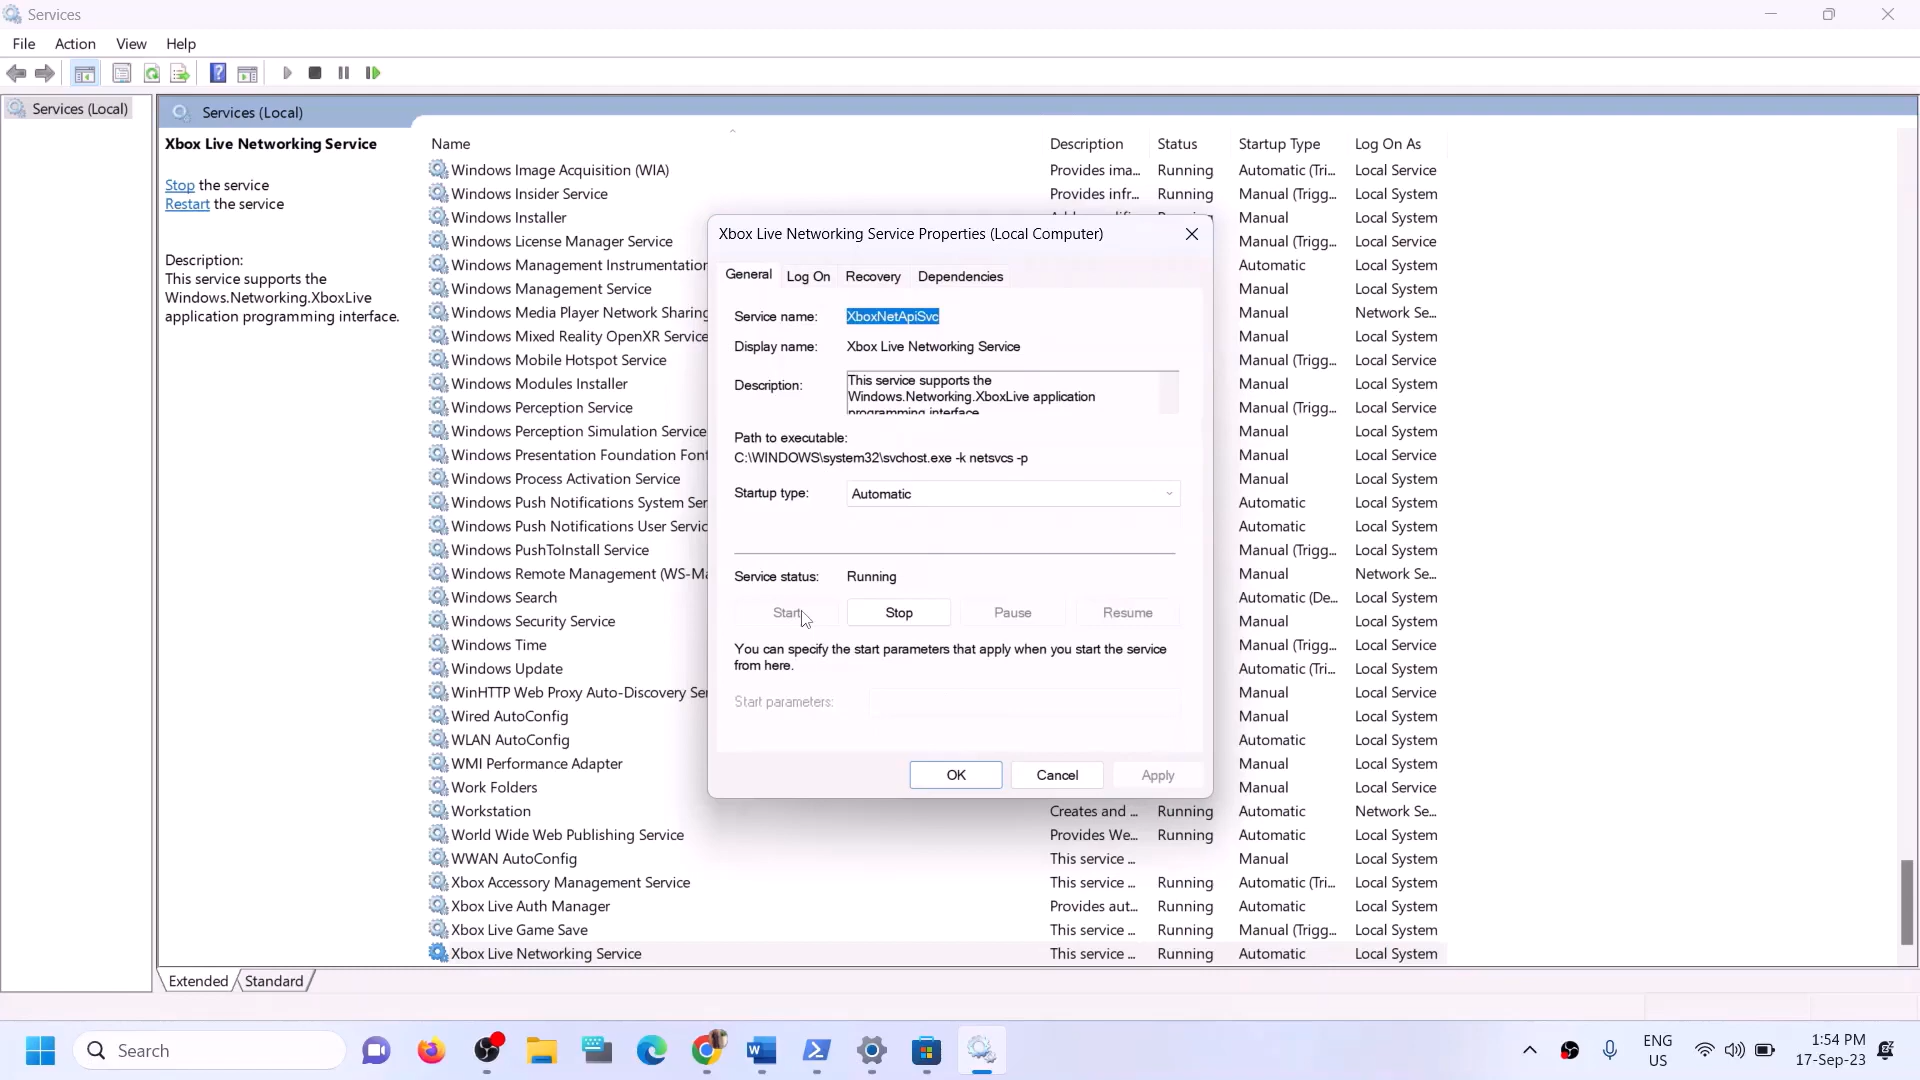 Services
File Action View Help
Services (Local)
Services (Local)
Xbox Live Networking Service
Stop the service
Restart the service
Description:
This service supports the
Windows.Networking.XboxLive
application programming interface.
Name Description Status Startup Type Log On As
Windows Image Acquisition (WIA) Provides ima... Running Automatic (Tri... Local Service
Windows Insider Service Provides infr... Running Manual (Trigg... Local System
Windows Installer Manual Local System
Windows License Manager Service Manual (Trigg... Local Service
Windows Management Instrumentation Automatic Local System
Windows Management Service Manual Local System
Windows Media Player Network Sharing Manual Network Se...
Windows Mixed Reality OpenXR Service Manual Local System
Windows Mobile Hotspot Service Manual (Trigg... Local Service
Windows Modules Installer Manual Local System
Windows Perception Service Manual (Trigg... Local Service
Windows Perception Simulation Service Manual Local System
Windows Presentation Foundation Font Manual Local Service
Windows Process Activation Service Manual Local System
Windows Push Notifications System Ser Automatic Local System
Windows Push Notifications User Servic Automatic Local System
Windows PushToInstall Service Manual (Trigg... Local System
Windows Remote Management (WS-Ma Manual Network Se...
Windows Search Automatic (De... Local System
Windows Security Service Manual Local System
Windows Time Manual (Trigg... Local Service
Windows Update Automatic (Tri... Local System
WinHTTP Web Proxy Auto-Discovery Ser Manual Local Service
Wired AutoConfig Manual Local System
WLAN AutoConfig Automatic Local System
WMI Performance Adapter Manual Local System
Work Folders Manual Local Service
Workstation Creates and ... Running Automatic Network Se...
World Wide Web Publishing Service Provides We... Running Automatic Local System
WWAN AutoConfig This service ... Manual Local System
Xbox Accessory Management Service This service ... Running Automatic (Tri... Local System
Xbox Live Auth Manager Provides aut... Running Automatic Local System
Xbox Live Game Save This service ... Running Manual (Trigg... Local System
Xbox Live Networking Service This service ... Running Automatic Local System
Xbox Live Networking Service Properties (Local Computer)
General Log On Recovery Dependencies
Service name: XboxNetApiSvc
Display name: Xbox Live Networking Service
Description: This service supports the
Windows.Networking.XboxLive application
programming interface
Path to executable:
C:\WINDOWS\system32\svchost.exe -k netsvcs -p
Startup type: Automatic
Service status: Running
Start Stop Pause Resume
You can specify the start parameters that apply when you start the service
from here.
Start parameters:
OK Cancel Apply
Extended Standard
Search
ENG
US
1:54 PM
17-Sep-23